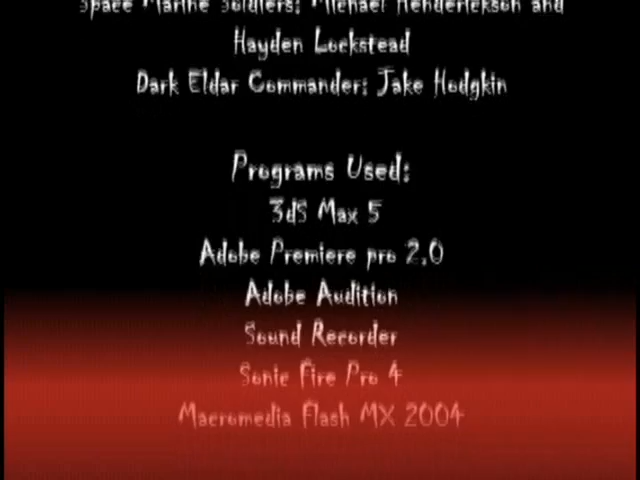 Space Marine Soldiers: Michael Henderickson and
Hayden Lockstead
Dark Eldar Commander: Jake Hodgkin
Programs Used:
3dS Max 5
Adobe Premiere pro 2.0
Adobe Audition
Sound Recorder
Sonic Fire Pro 4
Macromedia Flash MX 2004